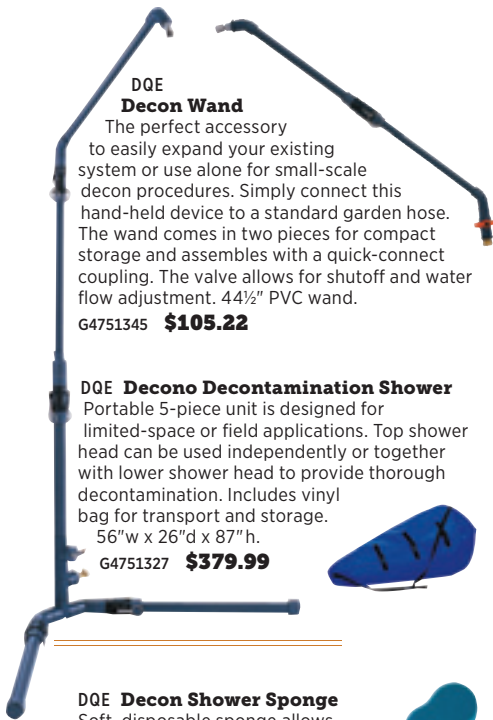 DQE
Decon Wand
The perfect accessory
to easily expand your existing
system or use alone for small-scale
decon procedures. Simply connect this
hand-held device to a standard garden hose.
The wand comes in two pieces for compact
storage and assembles with a quick-connect
coupling. The valve allows for shutoff and water
flow adjustment. 44½" PVC wand.
G4751345 $105.22
DQE Decono Decontamination Shower
Portable 5-piece unit is designed for
limited-space or field applications. Top shower
head can be used independently or together
with lower shower head to provide thorough
decontamination. Includes vinyl
bag for transport and storage.
56"w x 26"d x 87"h.
G4751327 $379.99
DQE Decon Shower Sponge
Soft, disposable sponge allows